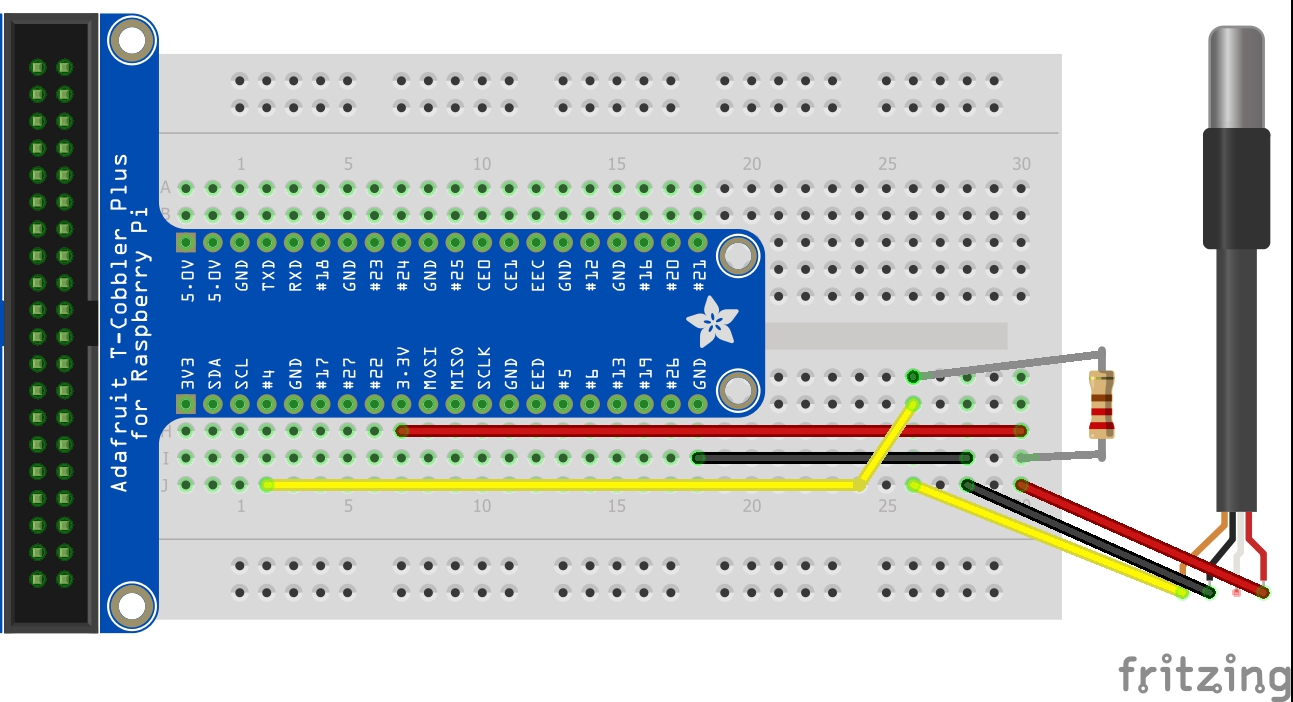 Adafruit T-Cobbler Plus
for Raspberry Pi
1 5 10 15 20 25 30
A
B
5.0V 5.0V GND TXD RXD #18 GND #23 #24 GND #25 CE0 CE1 EEC GND #12 GND #16 #20 #21
3V3 SDA SCL #4 GND #17 #27 #22 3.3V MOSI MISO SCLK GND EED #5 #6 #13 #19 #26 GND
H
I
J
1 5 10 15 20 25 0
fritzing